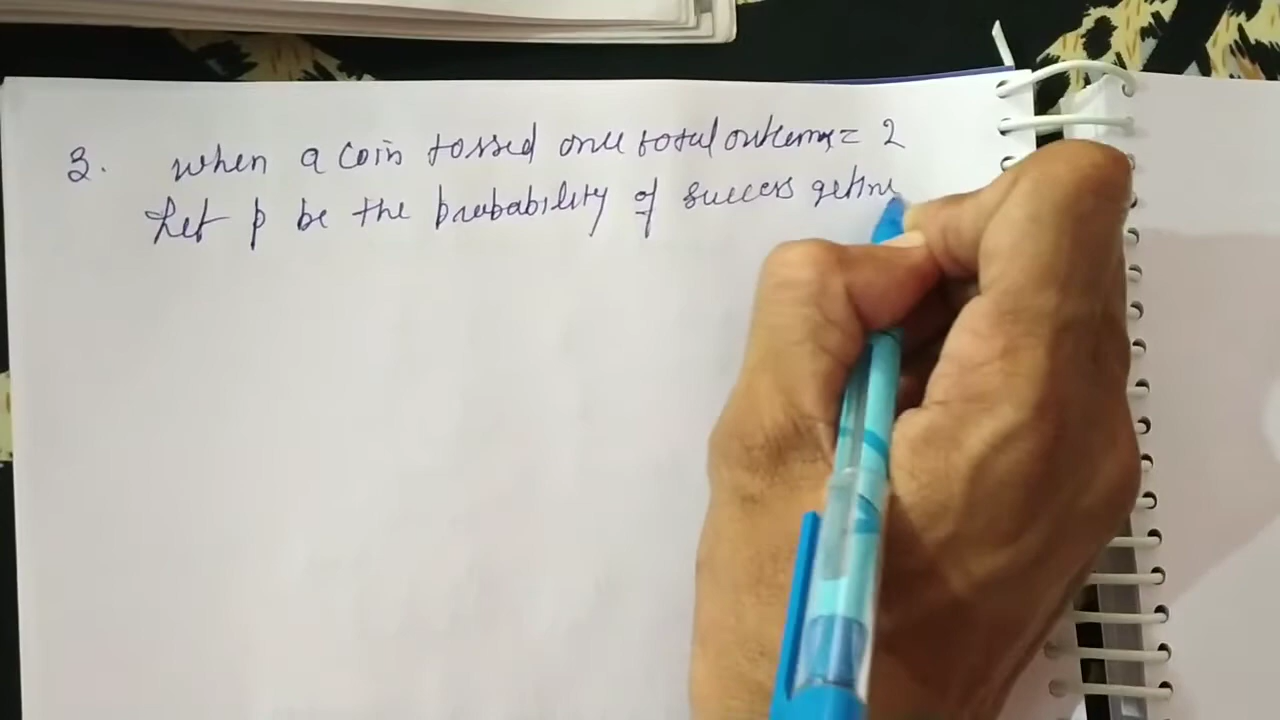 3. when a coin tossed once total outcomes = 2
Let p be the probability of success getting